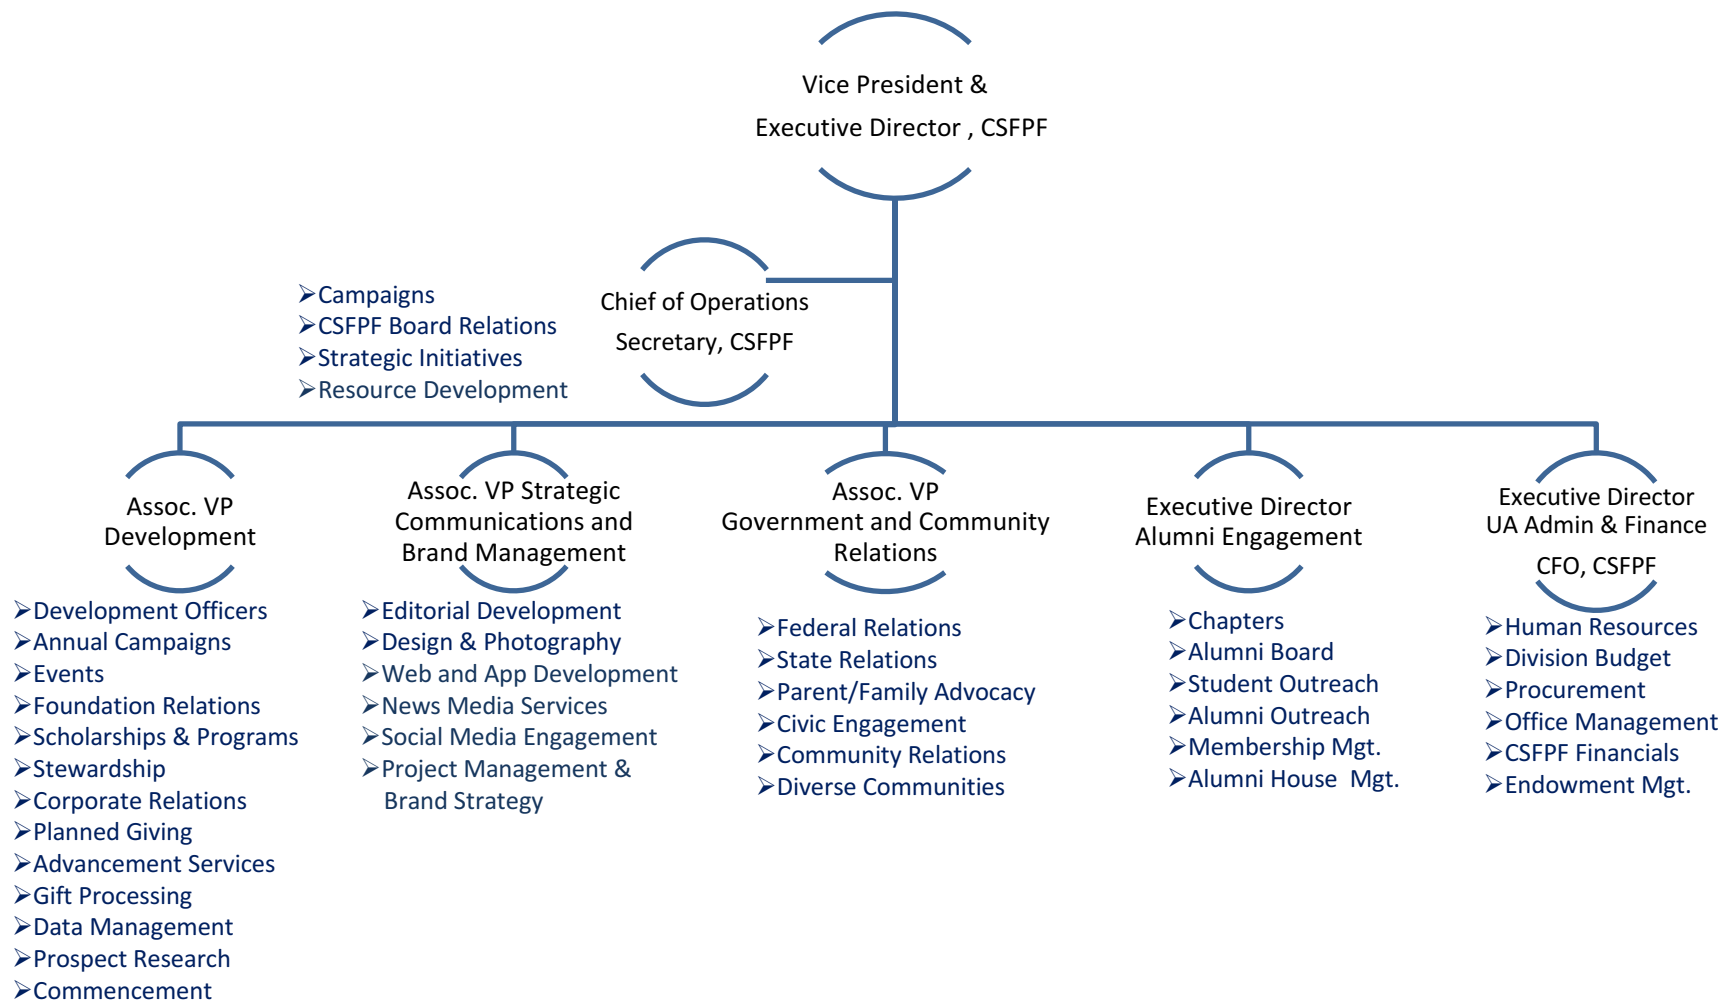 Vice President &
Executive Director , CSFPF
Chief of Operations
Secretary, CSFPF
➢Campaigns
➢CSFPF Board Relations
➢Strategic Initiatives
➢Resource Development
Assoc. VP
Development
➢Development Officers
➢Annual Campaigns
➢Events
➢Foundation Relations
➢Scholarships & Programs
➢Stewardship
➢Corporate Relations
➢Planned Giving
➢Advancement Services
➢Gift Processing
➢Data Management
➢Prospect Research
➢Commencement
Assoc. VP Strategic
Communications and
Brand Management
➢Editorial Development
➢Design & Photography
➢Web and App Development
➢News Media Services
➢Social Media Engagement
➢Project Management &
Brand Strategy
Assoc. VP
Government and Community
Relations
➢Federal Relations
➢State Relations
➢Parent/Family Advocacy
➢Civic Engagement
➢Community Relations
➢Diverse Communities
Executive Director
Alumni Engagement
➢Chapters
➢Alumni Board
➢Student Outreach
➢Alumni Outreach
➢Membership Mgt.
➢Alumni House  Mgt.
Executive Director
UA Admin & Finance
CFO, CSFPF
➢Human Resources
➢Division Budget
➢Procurement
➢Office Management
➢CSFPF Financials
➢Endowment Mgt.